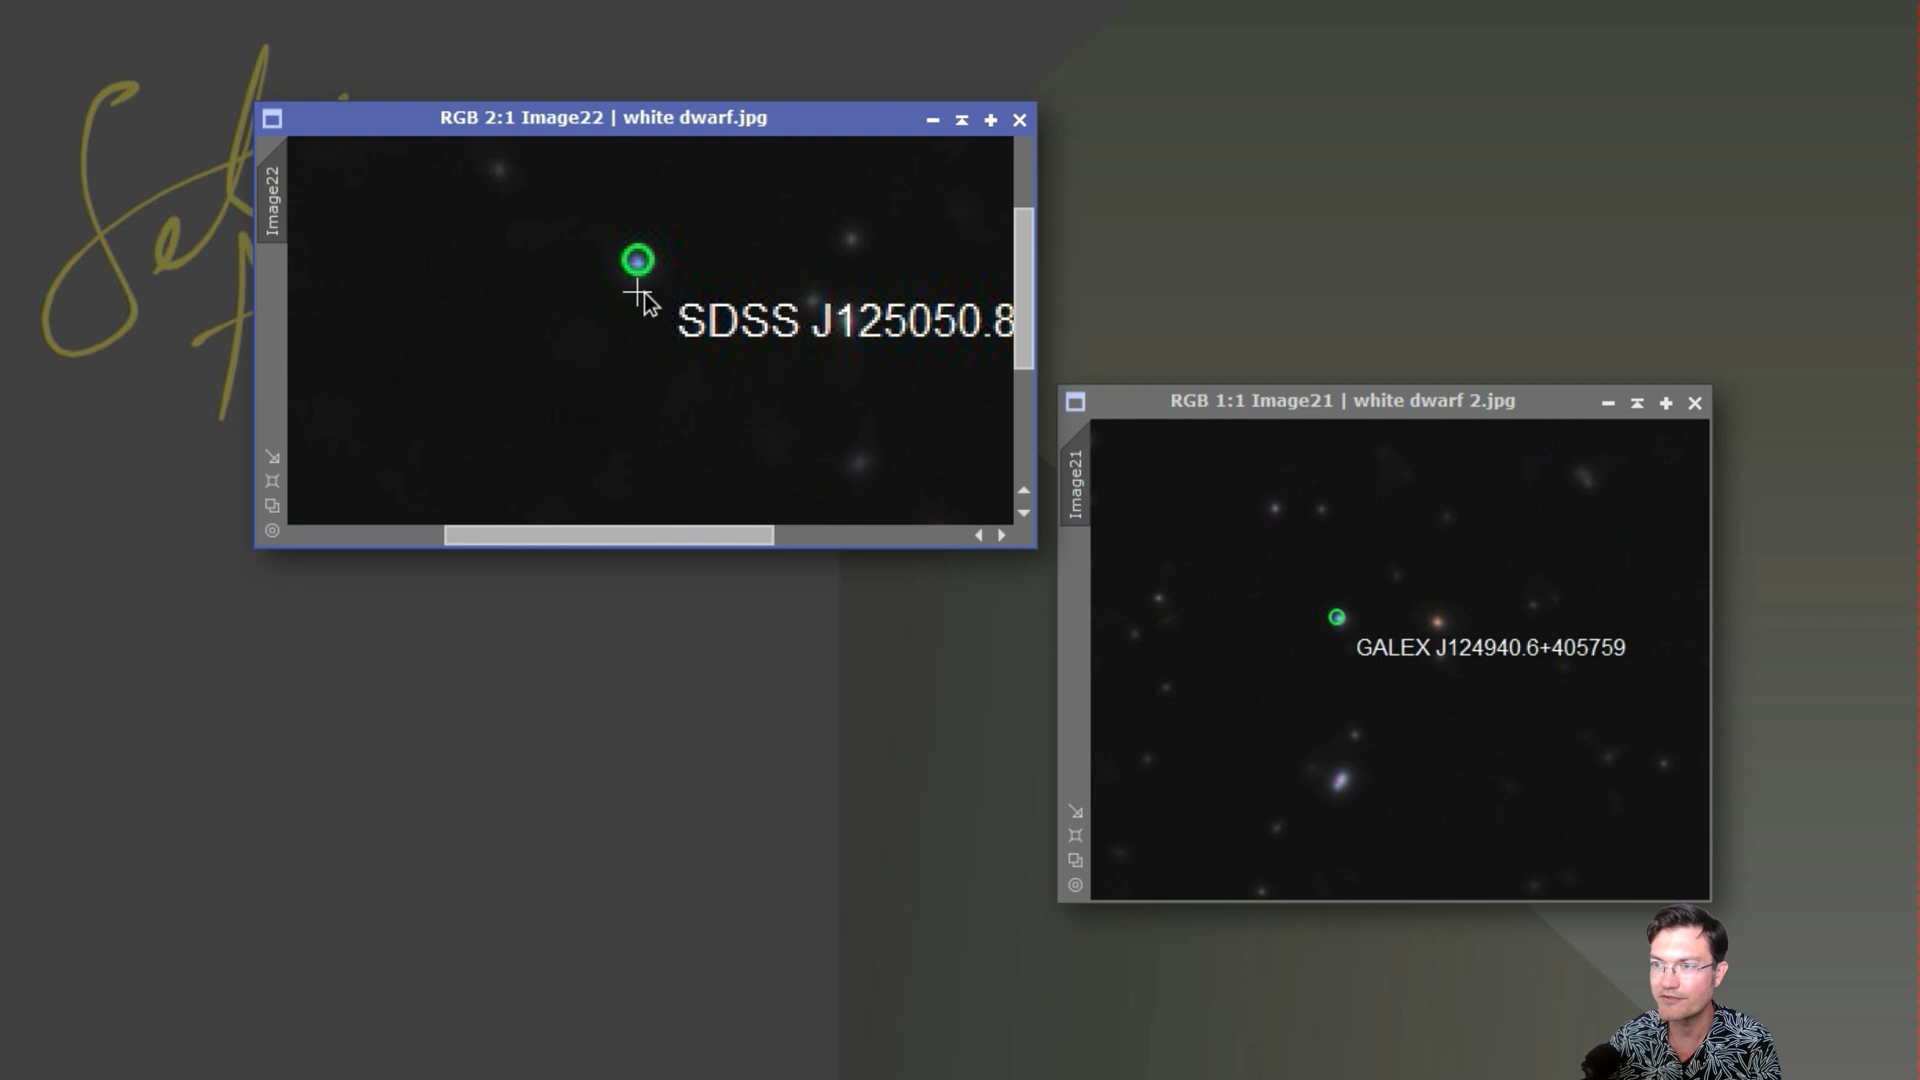 RGB 2:1 Image22 | white dwarf.jpg
Image22
SDSS J125050.8
RGB 1:1 Image21 | white dwarf 2.jpg
Image21
GALEX J124940.6+405759